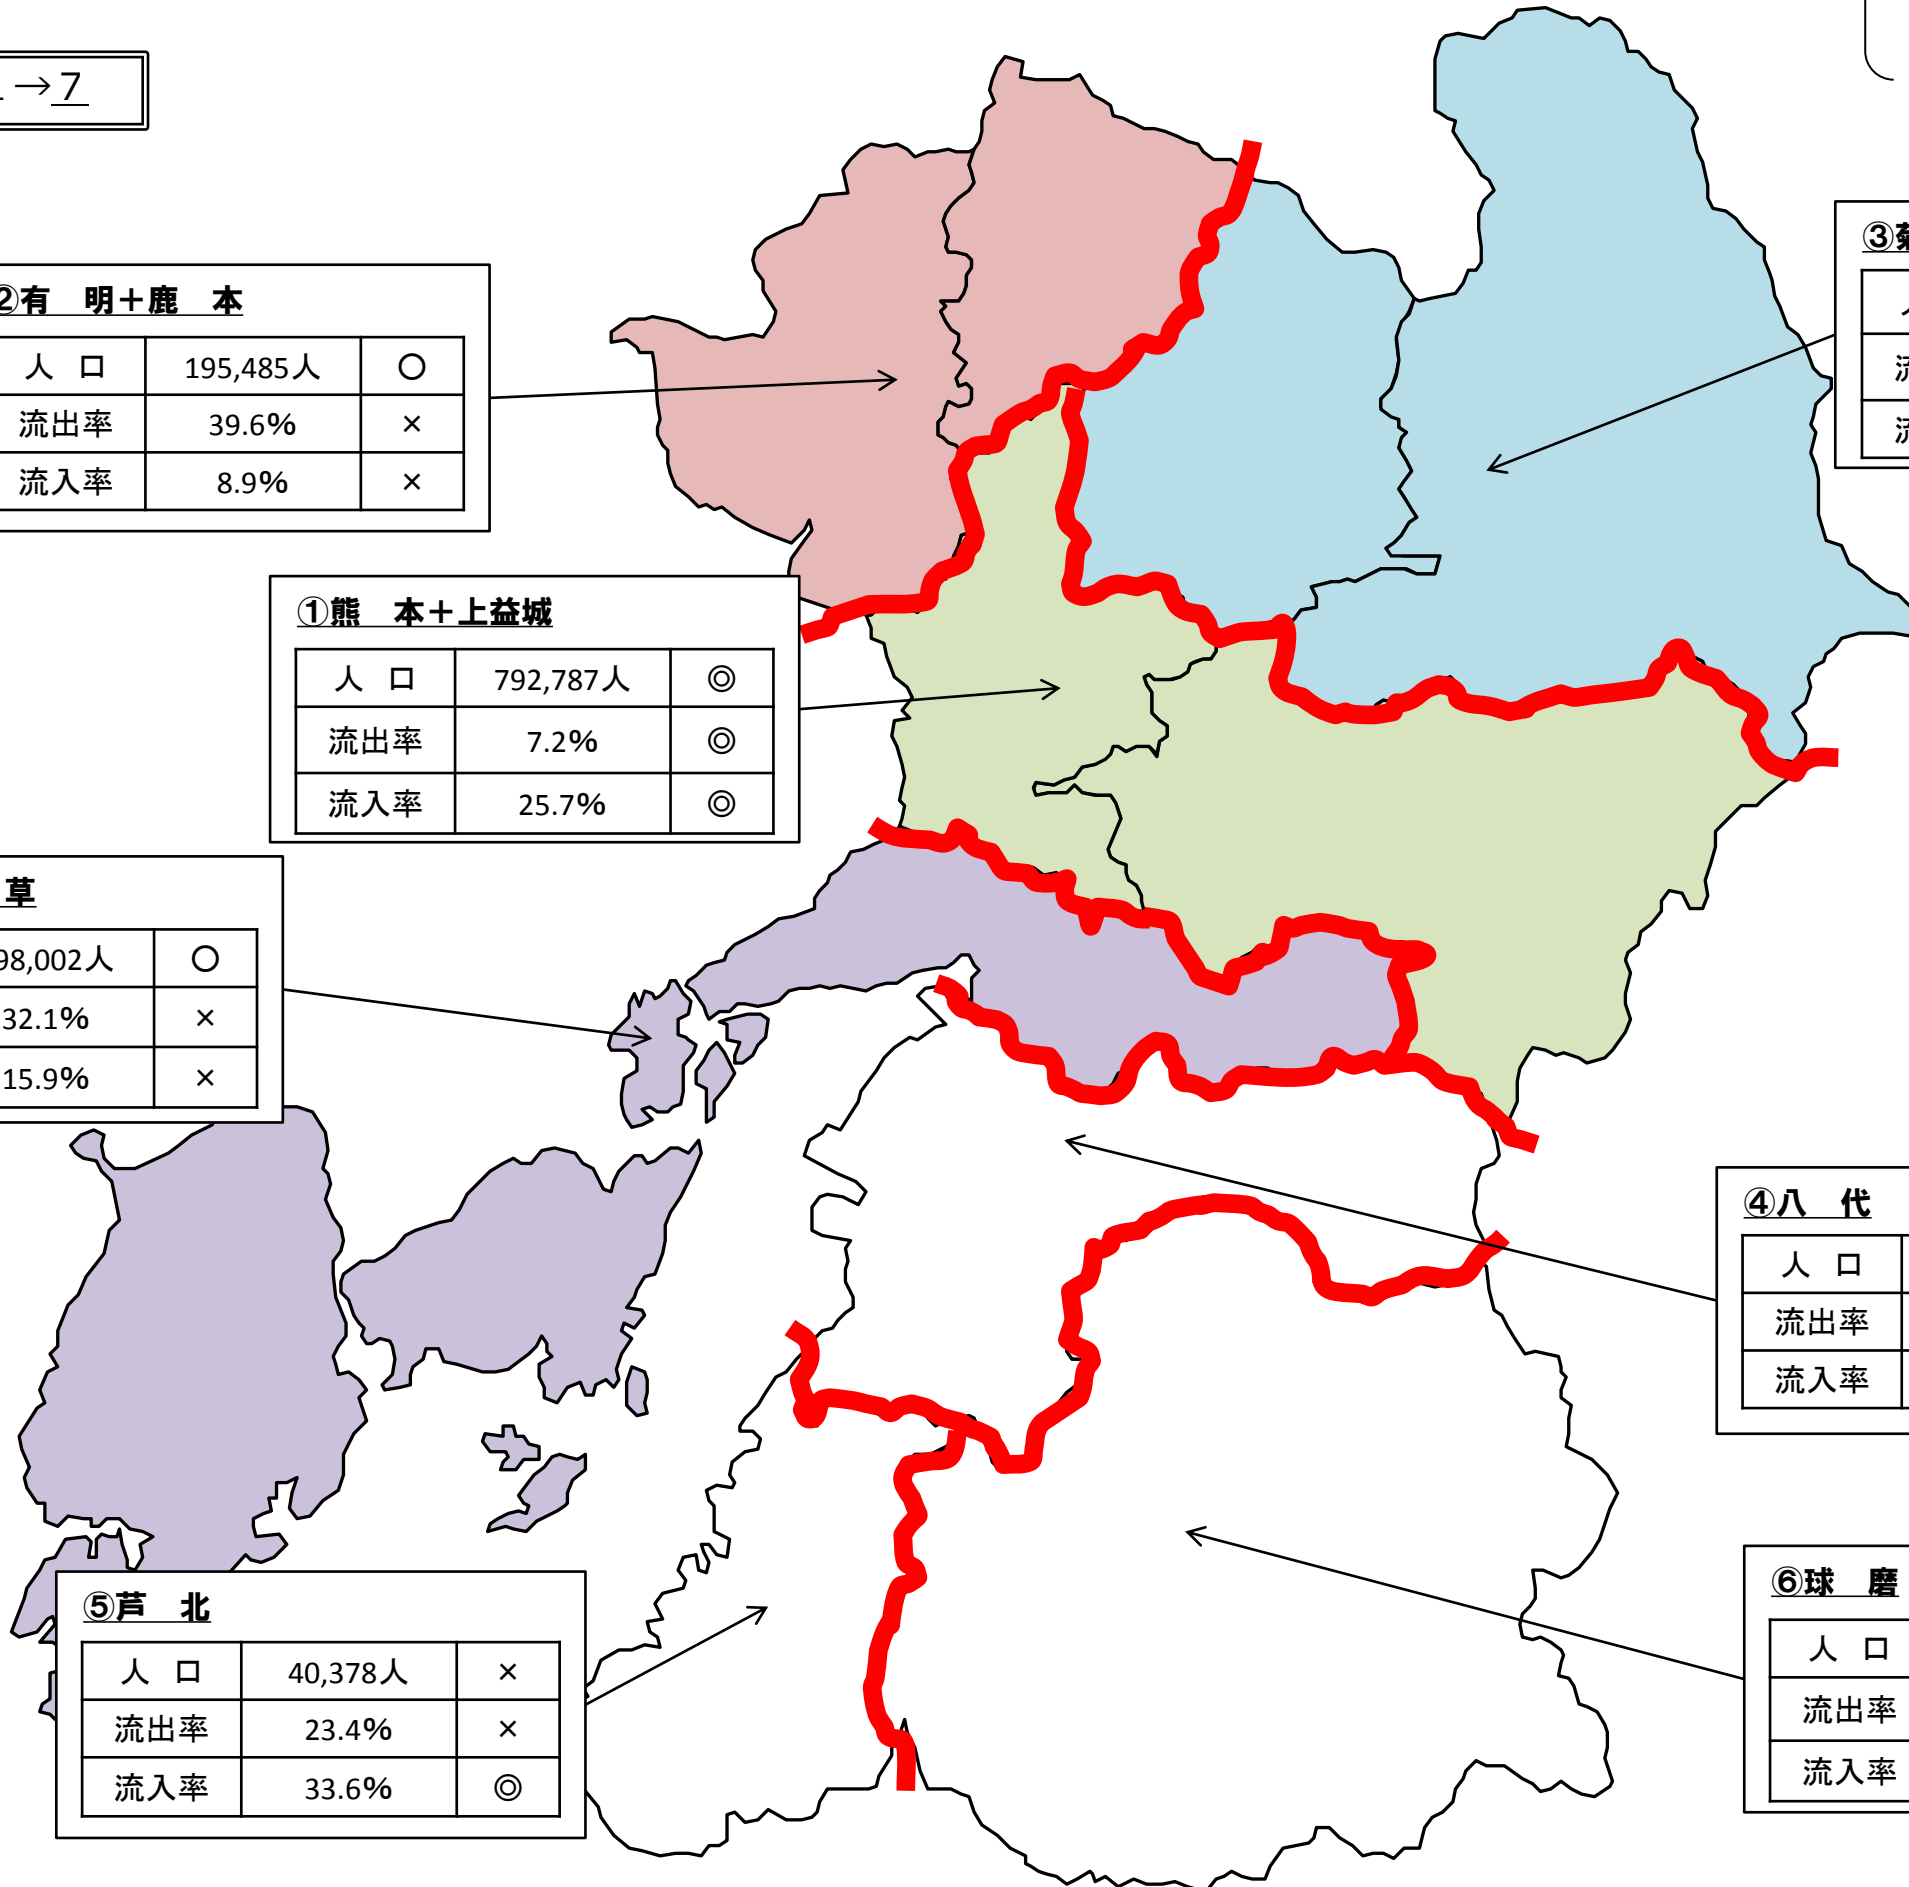 →7
②有 明＋鹿 本
人 口 195,485人 ○
流出率 39.6% ×
流入率 8.9% ×
①熊 本＋上益城
人 口 792,787人 ◎
流出率 7.2% ◎
流入率 25.7% ◎
③
草
98,002人 ○
32.1% ×
15.9% ×
④八 代
人 口
流出率
流入率
⑤芦 北
人 口 40,378人 ×
流出率 23.4% ×
流入率 33.6% ◎
⑥球 磨
人 口
流出率
流入率